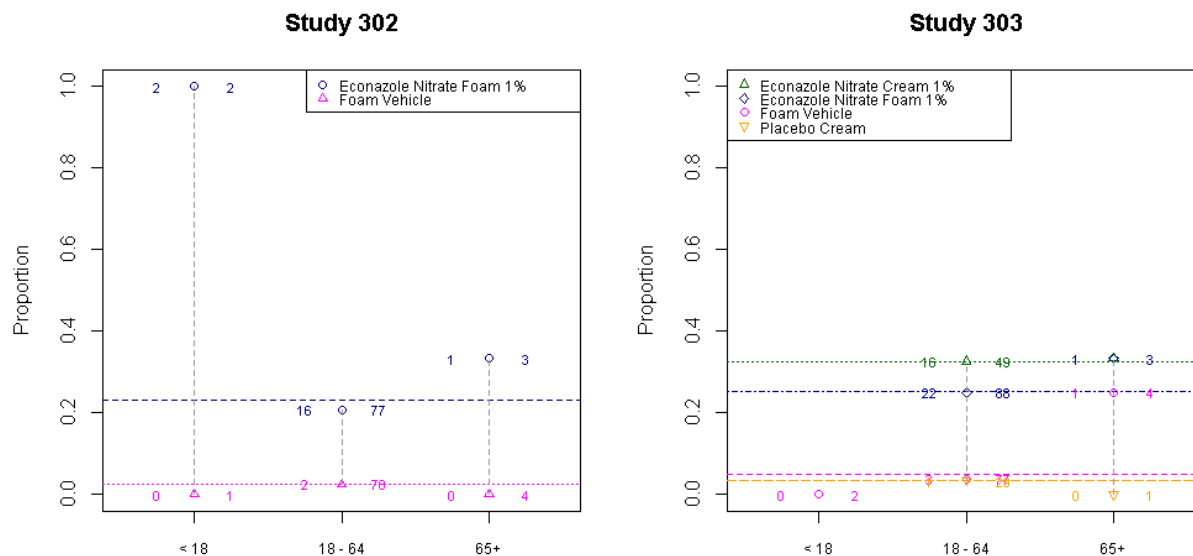 Study 302
Proportion
1.0
0.8
0.6
0.4
0.2
0.0
Econazole Nitrate Foam 1%
Foam Vehicle
2 2
1 3
16 77
2 78
0 1
0 4
< 18
18 - 64
65+
Study 303
Proportion
1.0
0.8
0.6
0.4
0.2
0.0
Econazole Nitrate Cream 1%
Econazole Nitrate Foam 1%
Foam Vehicle
Placebo Cream
16 49
1 3
22 88
1 4
3
0 2
0 1
< 18
18 - 64
65+